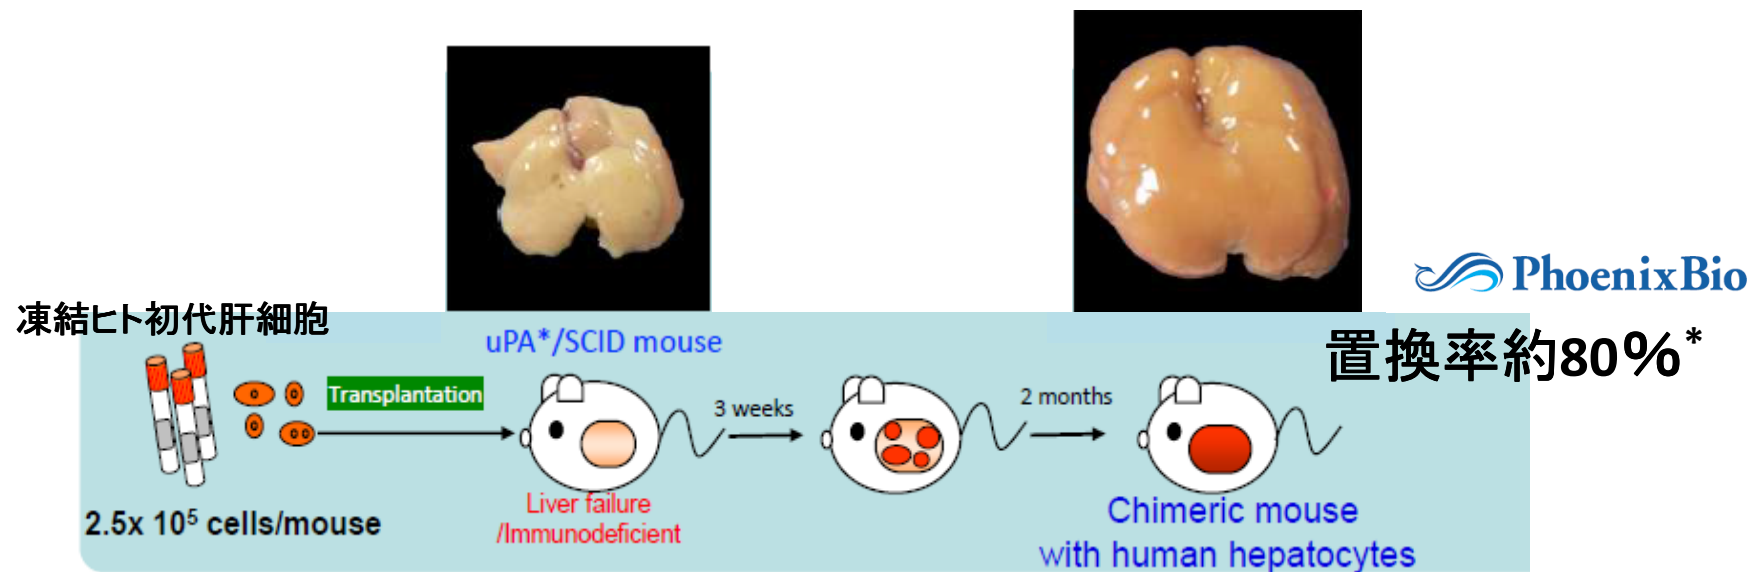 凍結ヒト初代肝細胞
uPA*/SCID mouse
PhoenixBio
置換率約80%*
Transplantation
3 weeks
2 months
2.5x 10⁵ cells/mouse
Liver failure
/Immunodeficient
Chimeric mouse
with human hepatocytes